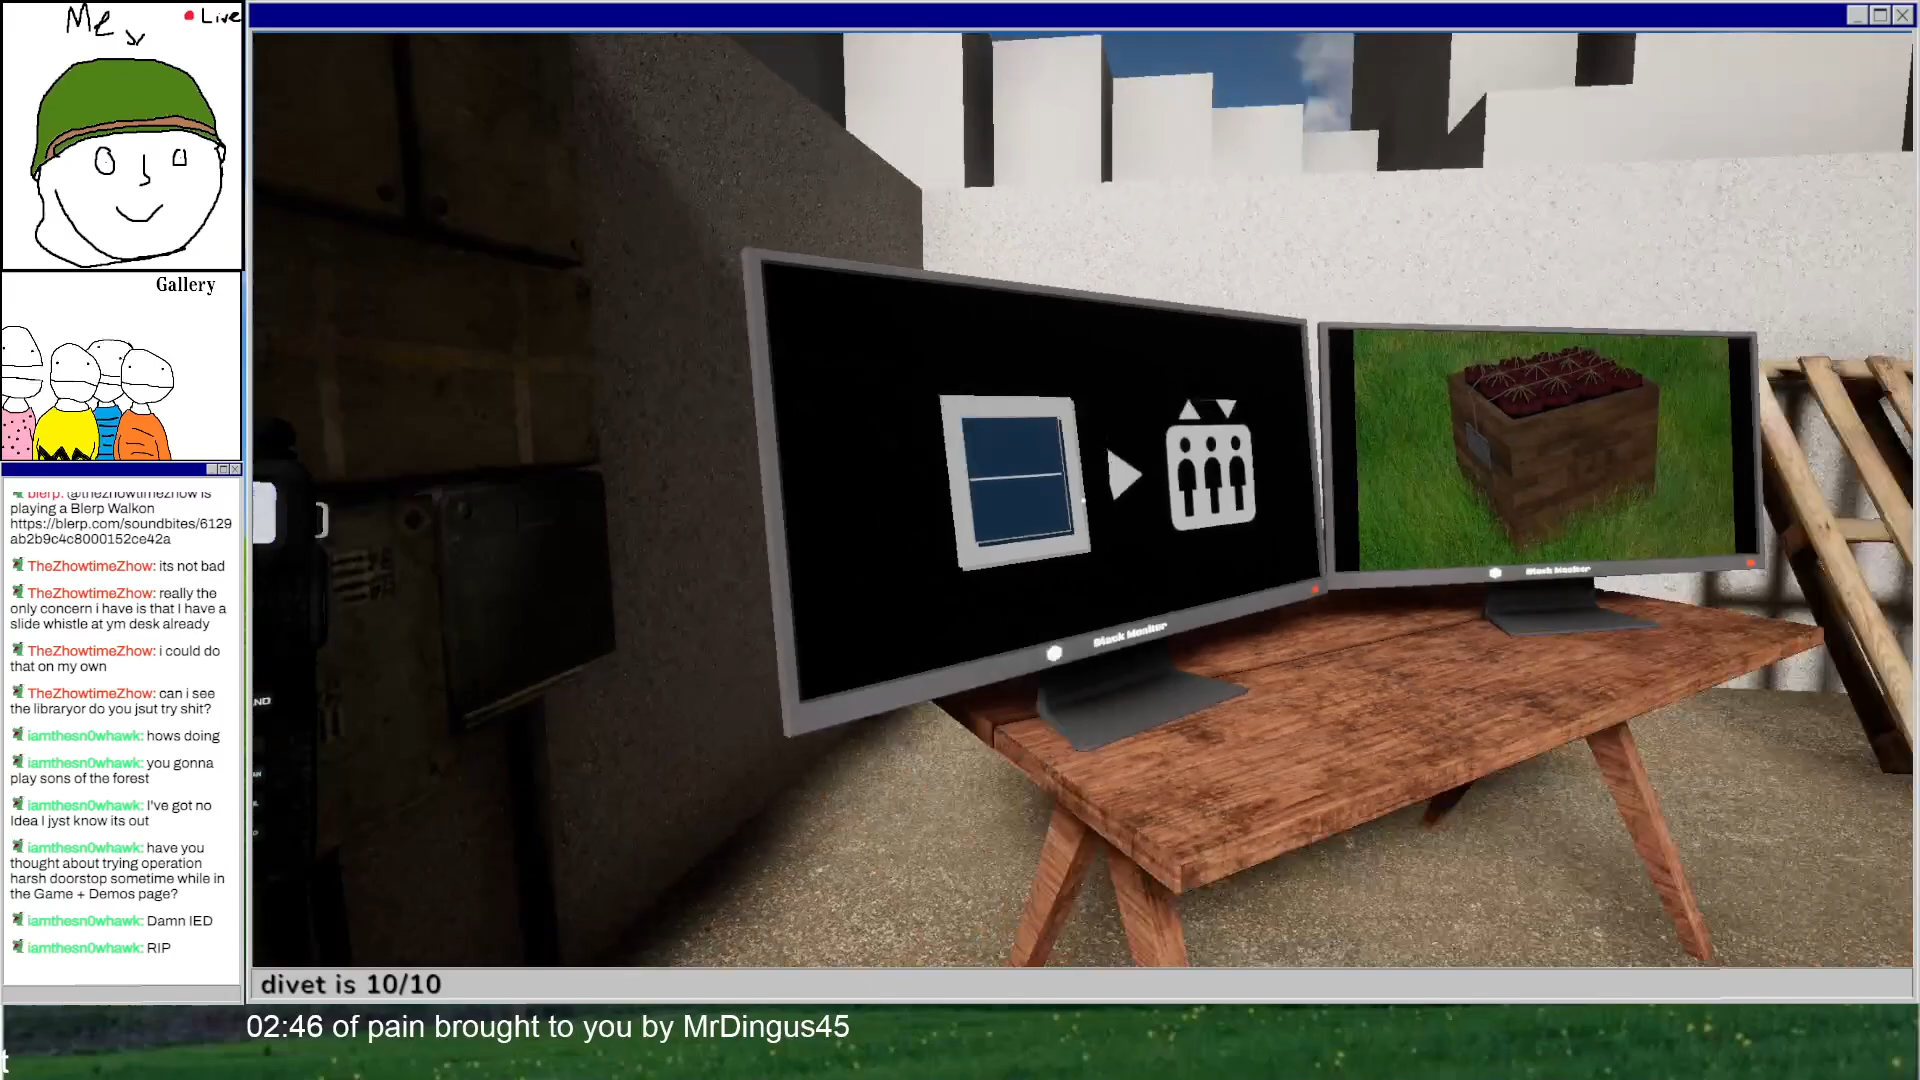 Me
Live
Gallery
playing a Blerp Walkon
https://blerp.com/soundbites/6129
ab2b9c4c8000152ce42a
TheZhowtimeZhow: its not bad
TheZhowtimeZhow: really the
only concern i have is that I have a
slide whistle at ym desk already
TheZhowtimeZhow: i could do
that on my own
TheZhowtimeZhow: can i see
the libraryor do you jsut try shit?
iamthesn0whawk: hows doing
iamthesn0whawk: you gonna
play sons of the forest
iamthesn0whawk: I've got no
Idea I jyst know its out
iamthesn0whawk: have you
thought about trying operation
harsh doorstop sometime while in
the Game + Demos page?
iamthesn0whawk: Damn IED
iamthesn0whawk: RIP
Black Monitor
Black Monitor
divet is 10/10
02:46 of pain brought to you by MrDingus45
t